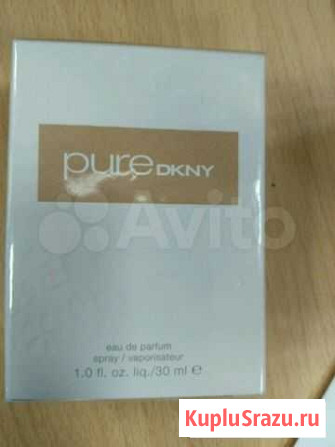 pure DKNY
Avito
eau de parfum
spray / vaporisateur
1.0 fl. oz. liq./30 ml ℮
KupluSrazu.ru